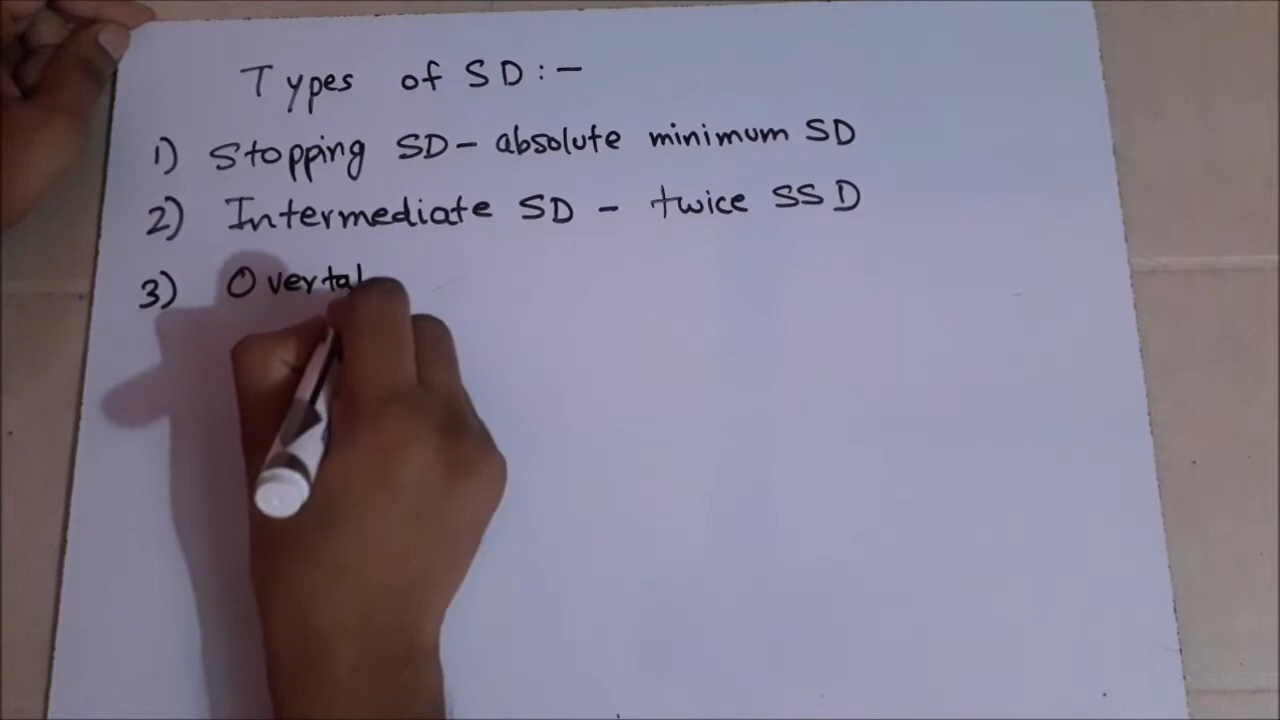 Types of SD:-
1) Stopping SD - absolute minimum SD
2) Intermediate SD - twice SSD
3) Overtak